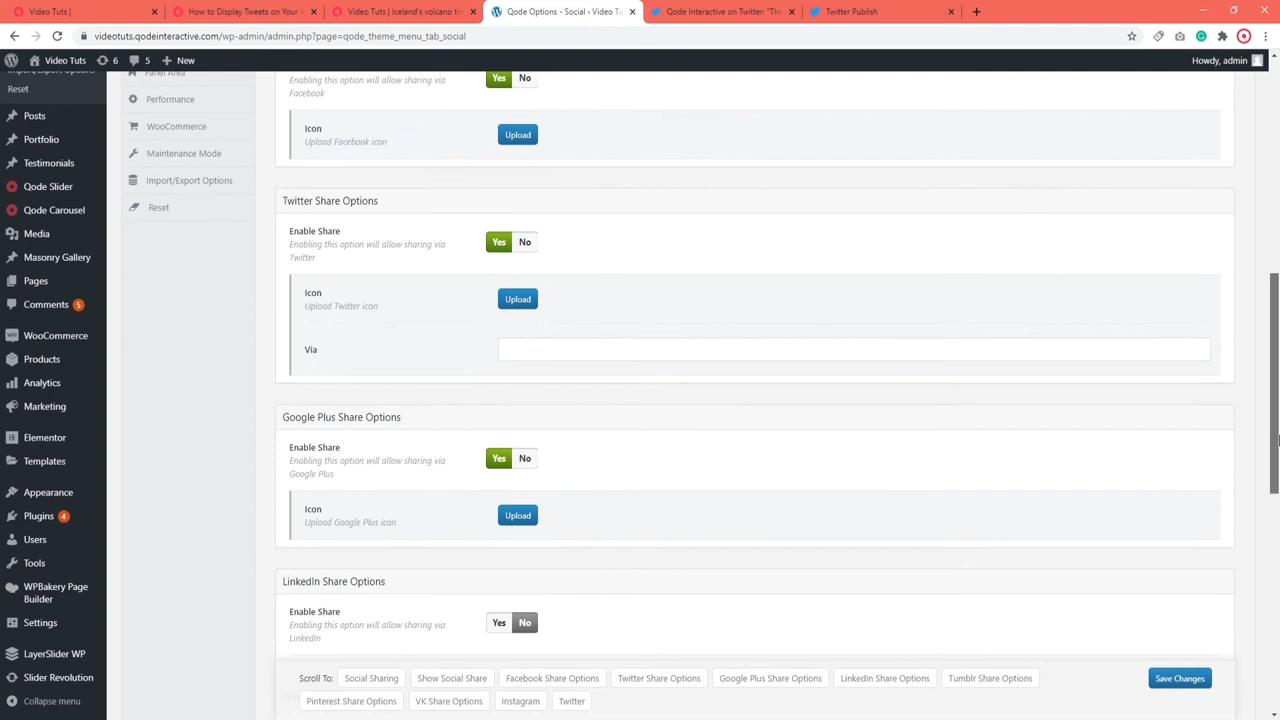 Video Tuts |
How to Display Tweets on Your V
Video Tuts | Iceland's volcano ti
Qode Options - Social ‹ Video Tu
Qode Interactive on Twitter: "The
Twitter Publish
videotuts.qodeinteractive.com/wp-admin/admin.php?page=qode_theme_menu_tab_social
Video Tuts
6
5
New
Howdy, admin
Import/Export Options
Reset
Posts
Portfolio
Testimonials
Qode Slider
Qode Carousel
Media
Masonry Gallery
Pages
Comments 5
WooCommerce
Products
Analytics
Marketing
Elementor
Templates
Appearance
Plugins 4
Users
Tools
WPBakery Page
Builder
Settings
LayerSlider WP
Slider Revolution
Collapse menu
Panel Area
Performance
WooCommerce
Maintenance Mode
Import/Export Options
Reset
Enabling this option will allow sharing via
Facebook
Yes No
Icon
Upload Facebook icon
Upload
Twitter Share Options
Enable Share
Enabling this option will allow sharing via
Twitter
Yes No
Icon
Upload Twitter icon
Upload
Via
Google Plus Share Options
Enable Share
Enabling this option will allow sharing via
Google Plus
Yes No
Icon
Upload Google Plus icon
Upload
LinkedIn Share Options
Enable Share
Enabling this option will allow sharing via
LinkedIn
Yes No
Scroll To: Social Sharing Show Social Share Facebook Share Options Twitter Share Options Google Plus Share Options LinkedIn Share Options Tumblr Share Options
Pinterest Share Options VK Share Options Instagram Twitter
Save Changes